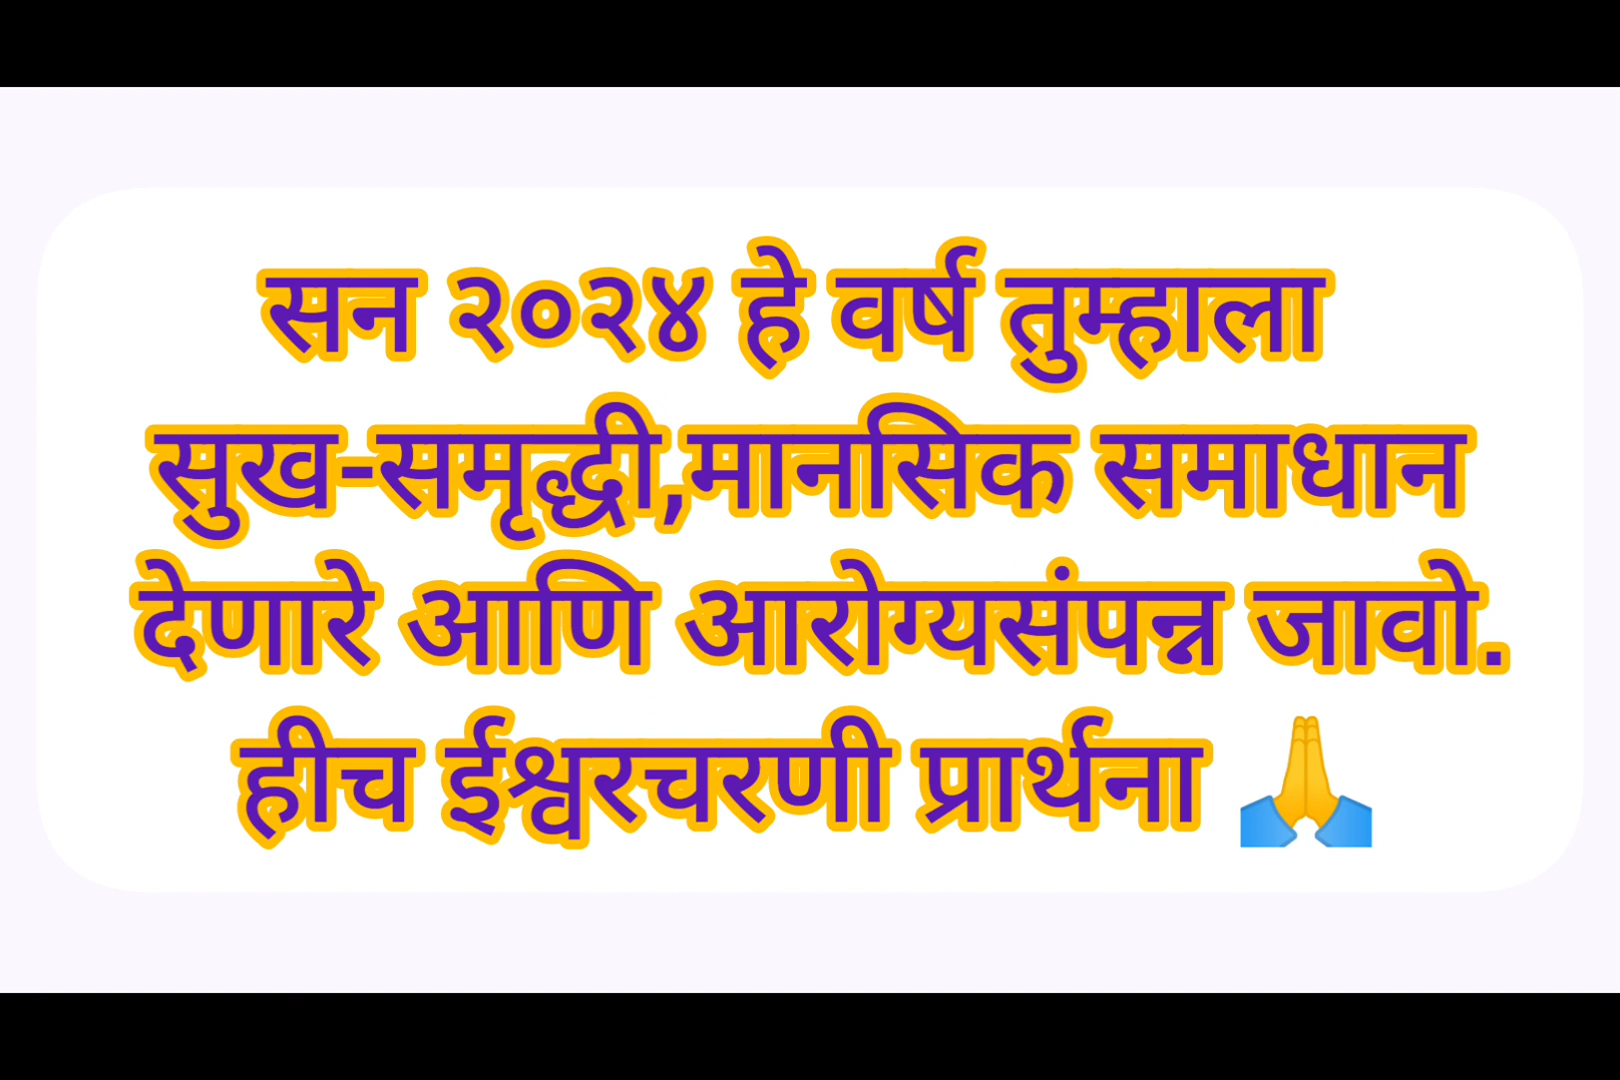 सन २०२४ हे वर्ष तुम्हाला
सुख-समृद्धी,मानसिक समाधान
देणारे आणि आरोग्यसंपन्न जावो.
हीच ईश्वरचरणी प्रार्थना 🙏